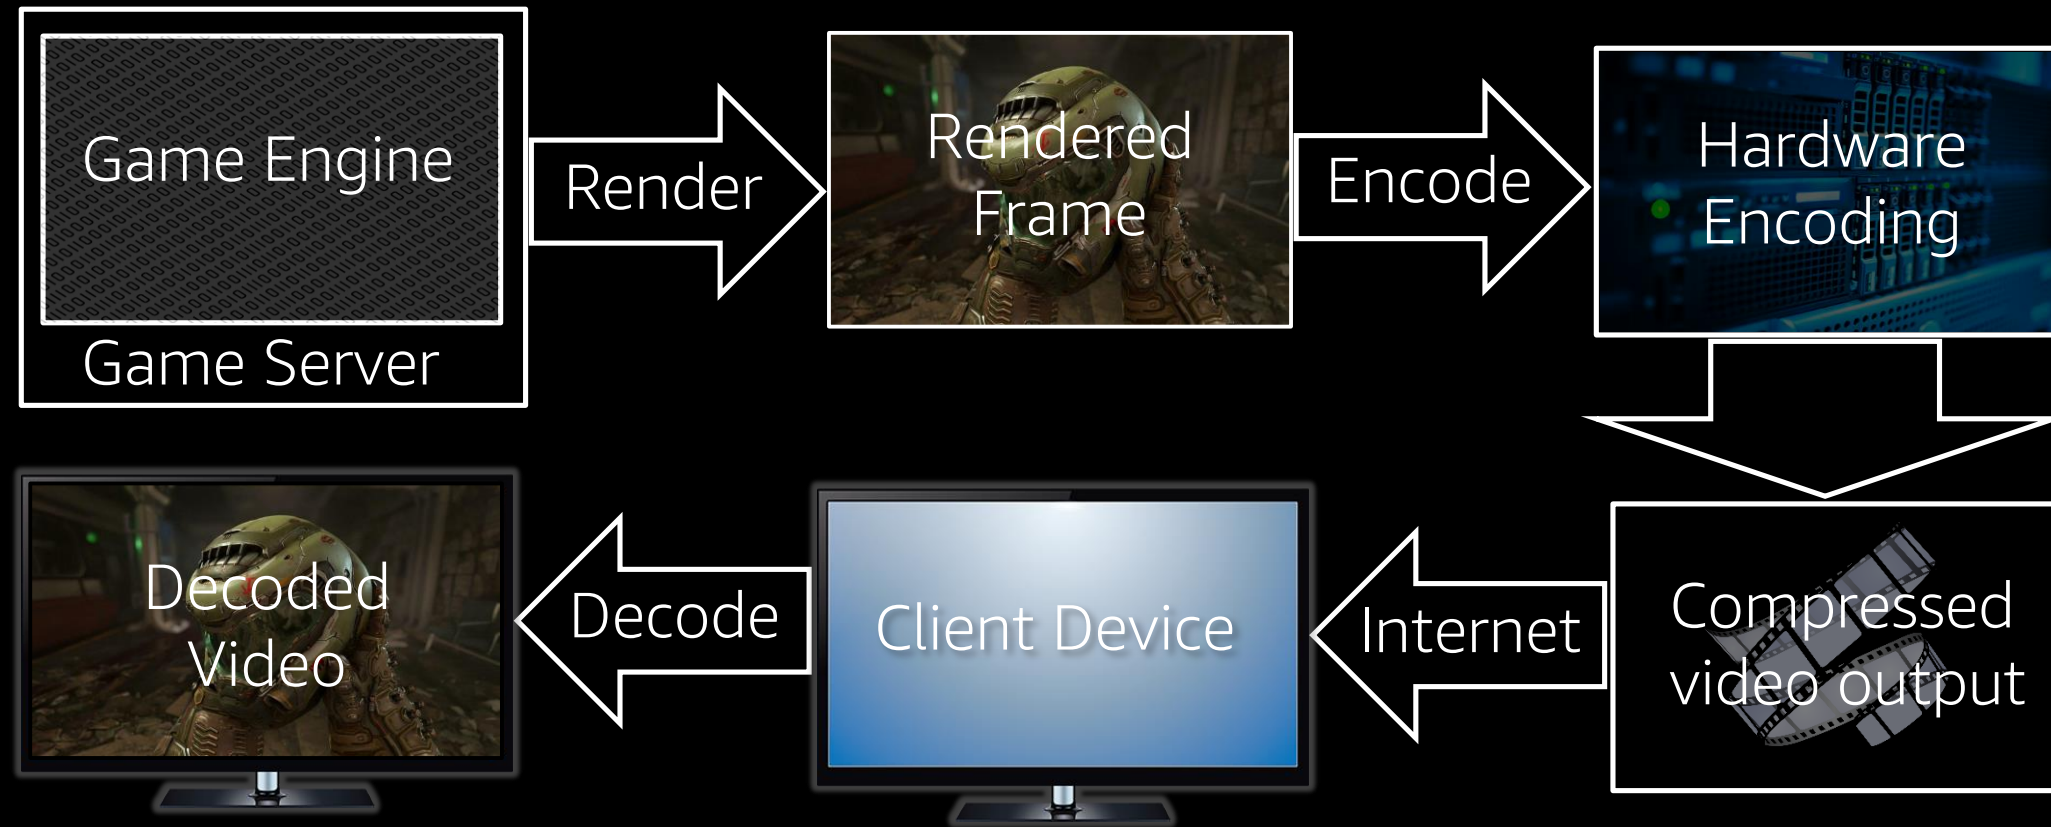 Game Engine
Game Server
Render
Rendered
Frame
Encode
Hardware
Encoding
Compressed
video output
Internet
Client Device
Decode
Decoded
Video